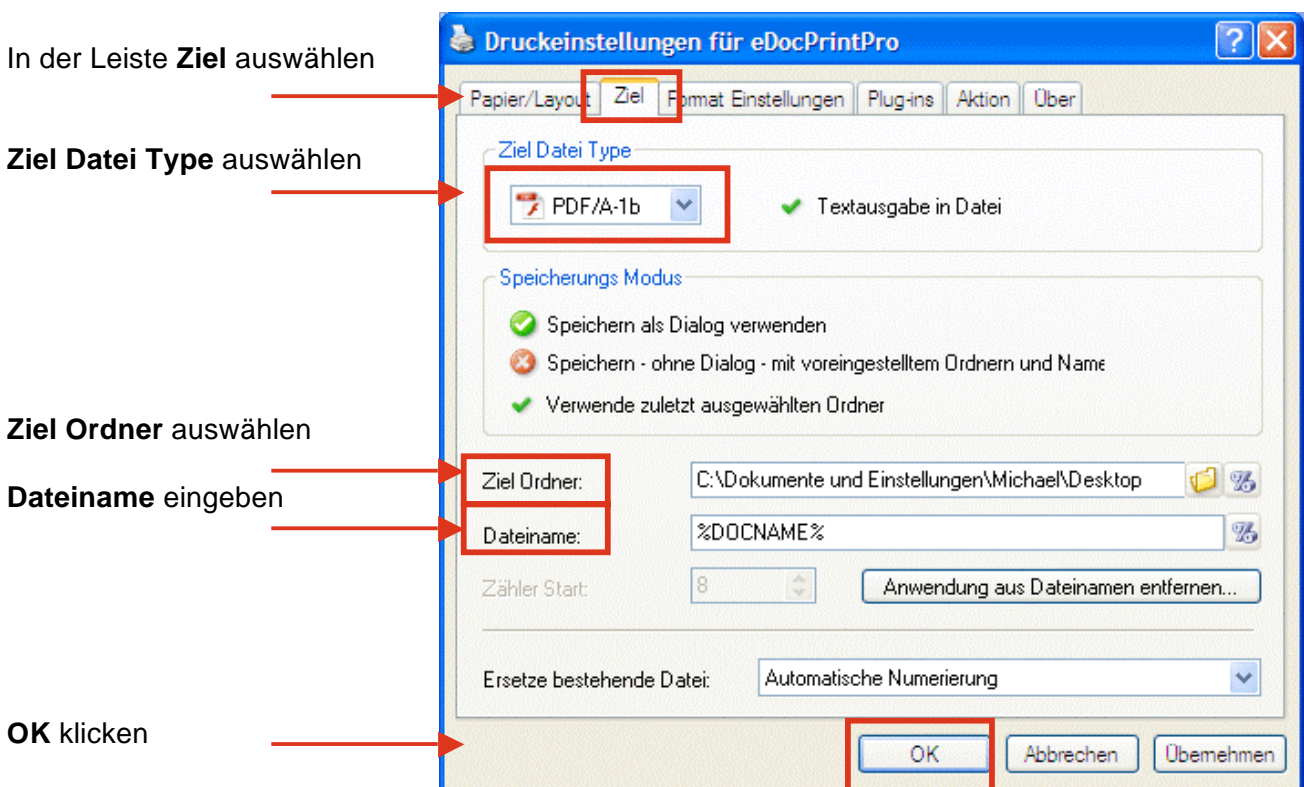 In der Leiste Ziel auswählen
Ziel Datei Type auswählen
Ziel Ordner auswählen
Dateiname eingeben
OK klicken
Druckeinstellungen für eDocPrintPro
Papier/Layout Ziel Format Einstellungen Plug-ins Aktion Über
Ziel Datei Type
PDF/A-1b Textausgabe in Datei
Speicherungs Modus
Speichern als Dialog verwenden
Speichern - ohne Dialog - mit voreingestelltem Ordnern und Name
Verwende zuletzt ausgewählten Ordner
Ziel Ordner: C:\Dokumente und Einstellungen\Michael\Desktop
Dateiname: %DOCNAME%
Zähler Start: 8 Anwendung aus Dateinamen entfernen...
Ersetze bestehende Datei: Automatische Numerierung
OK Abbrechen Übernehmen